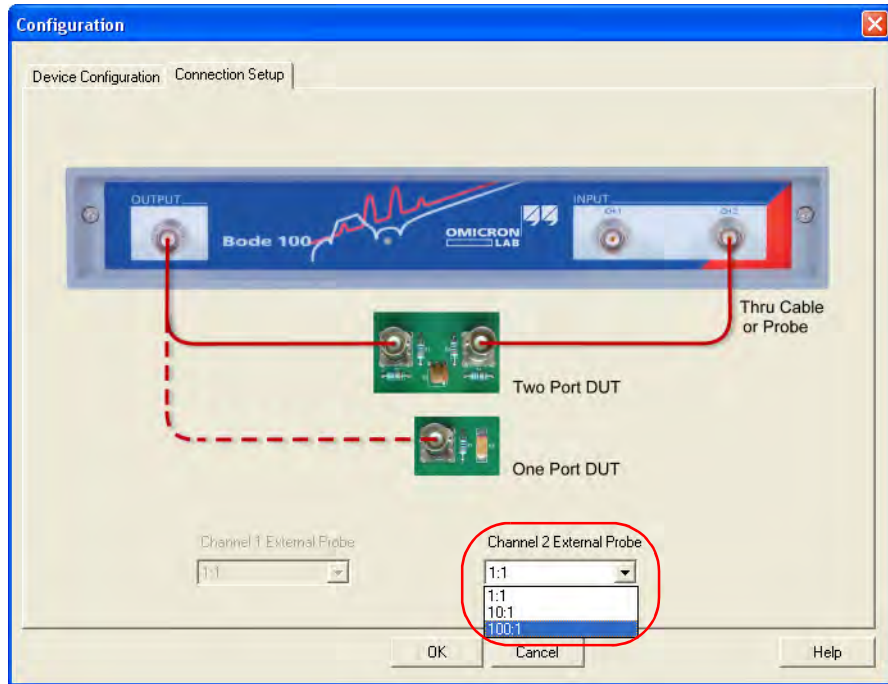 Configuration
Device Configuration
Connection Setup
OUTPUT
Bode 100
OMICRON
LAB
INPUT
CH 1
CH 2
Thru Cable
or Probe
Two Port DUT
One Port DUT
Channel 1 External Probe
1:1
Channel 2 External Probe
1:1
1:1
10:1
100:1
OK
Cancel
Help